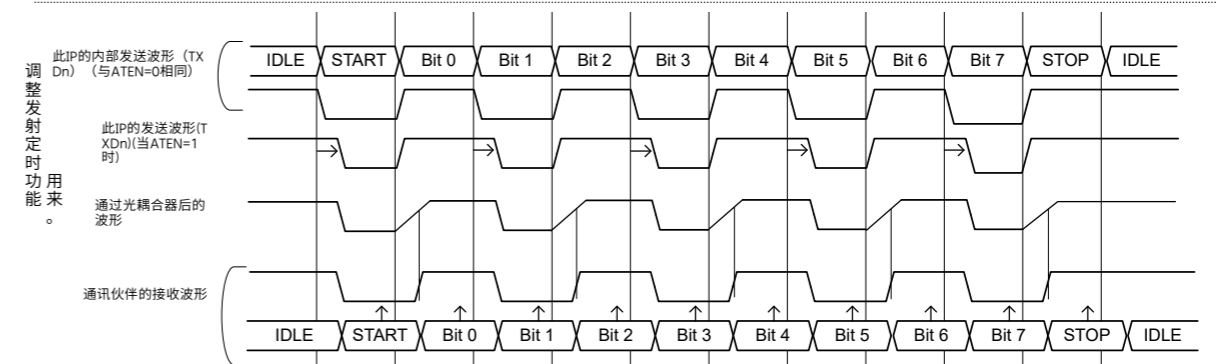 此IP的内部发送波形（TX
Dn）（与ATEN=0相同）
IDLE START Bit 0 Bit 1 Bit 2 Bit 3 Bit 4 Bit 5 Bit 6 Bit 7 STOP IDLE
调整发射定时功能
用来。
此IP的发送波形(T
XDn)(当ATEN=1
时)
通过光耦合器后的
波形
通讯伙伴的接收波形
IDLE START Bit 0 Bit 1 Bit 2 Bit 3 Bit 4 Bit 5 Bit 6 Bit 7 STOP IDLE